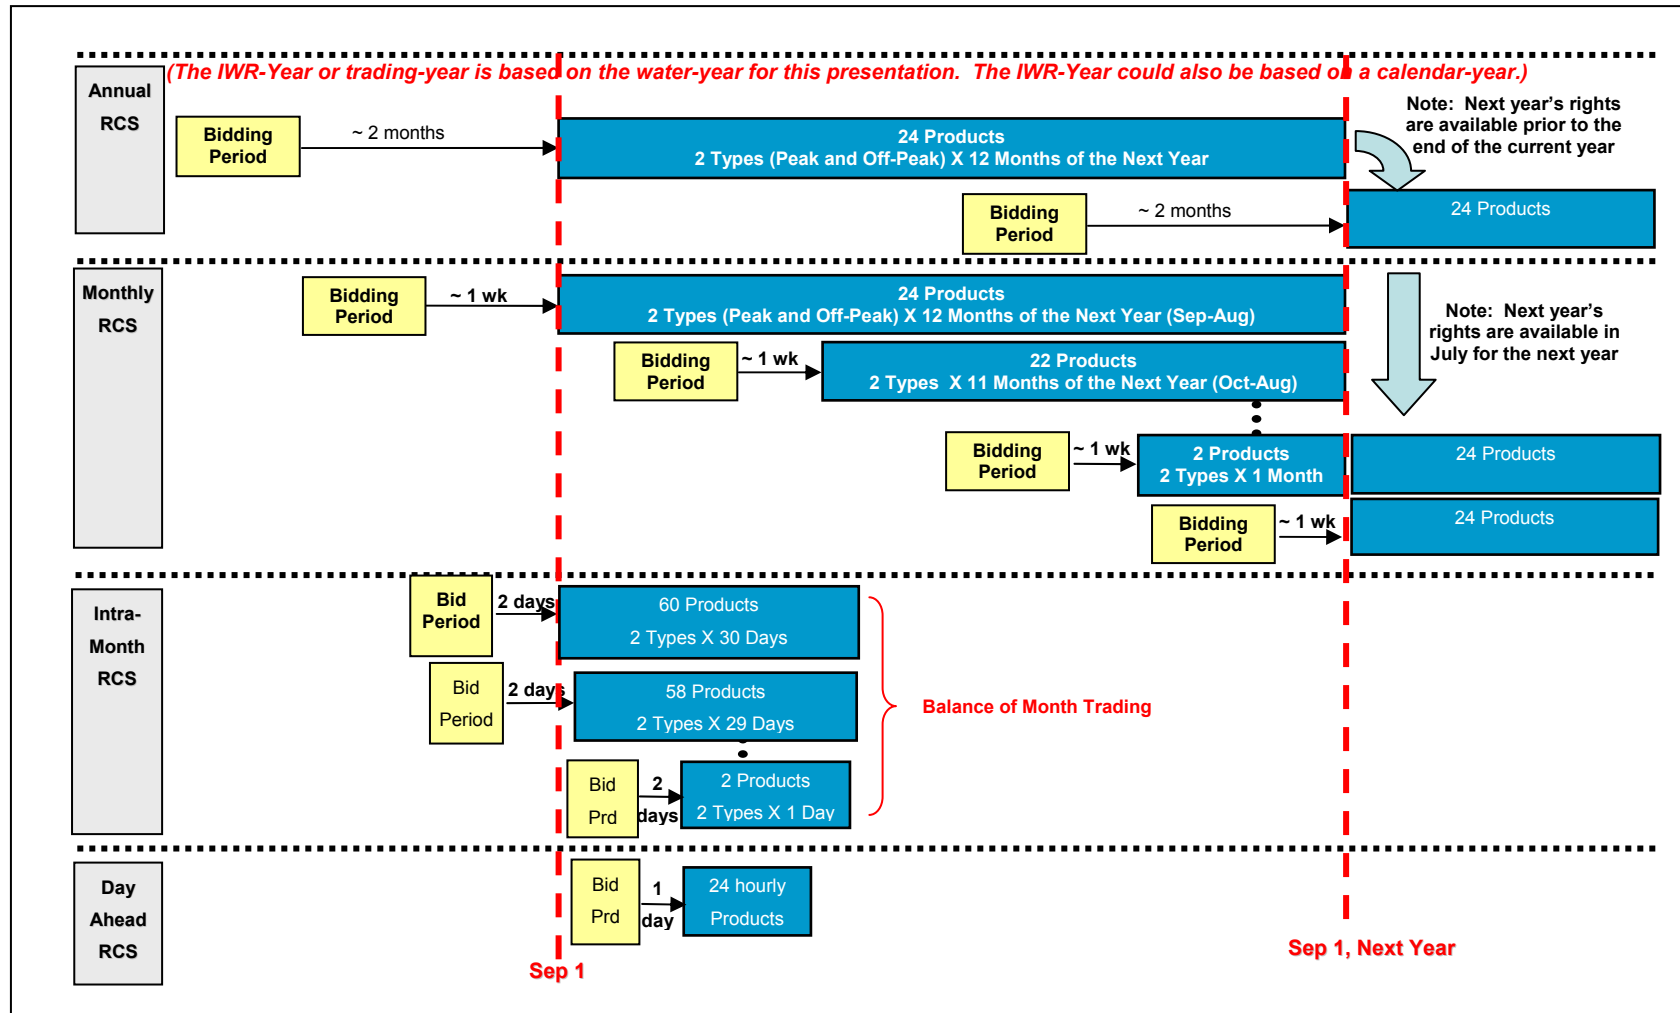 (The IWR-Year or trading-year is based on the water-year for this presentation.  The IWR-Year could also be based on a calendar-year.)
Annual
RCS
Bidding
Period
~ 2 months
24 Products
2 Types (Peak and Off-Peak) X 12 Months of the Next Year
Note:  Next year's rights
are available prior to the
end of the current year
Bidding
Period
~ 2 months
24 Products
Monthly
RCS
Bidding
Period
~ 1 wk
24 Products
2 Types (Peak and Off-Peak) X 12 Months of the Next Year (Sep-Aug)
Note:  Next year's
rights are available in
July for the next year
Bidding
Period
~ 1 wk
22 Products
2 Types  X 11 Months of the Next Year (Oct-Aug)
Bidding
Period
~ 1 wk
2 Products
2 Types X 1 Month
24 Products
Bidding
Period
~ 1 wk
24 Products
Intra-
Month
RCS
Bid
Period
2 days
60 Products
2 Types X 30 Days
Bid
Period
2 days
58 Products
2 Types X 29 Days
Balance of Month Trading
Bid
Prd
2
days
2 Products
2 Types X 1 Day
Day
Ahead
RCS
Bid
Prd
1
day
24 hourly
Products
Sep 1
Sep 1, Next Year